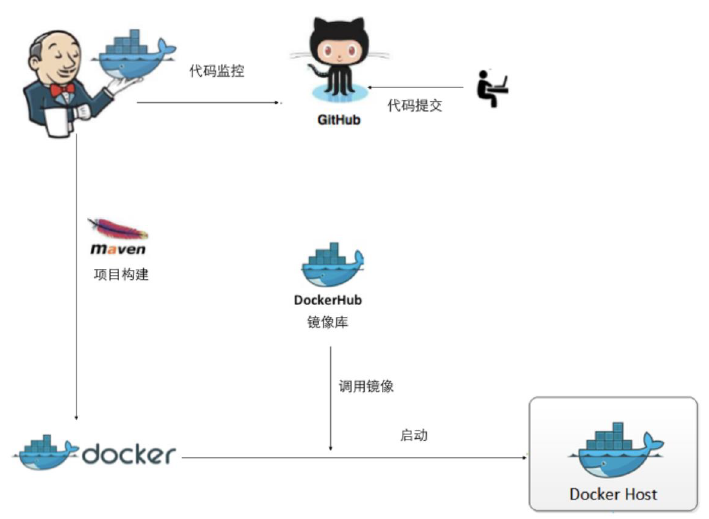 代码监控
代码提交
GitHub
maven
项目构建
DockerHub
镜像库
调用镜像
启动
docker
Docker Host